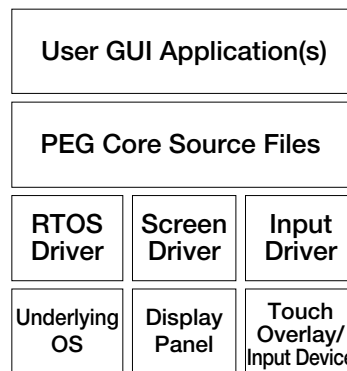 User GUI Application(s)
PEG Core Source Files
RTOS
Driver
Screen
Driver
Input
Driver
Underlying
OS
Display
Panel
Touch
Overlay/
Input Device